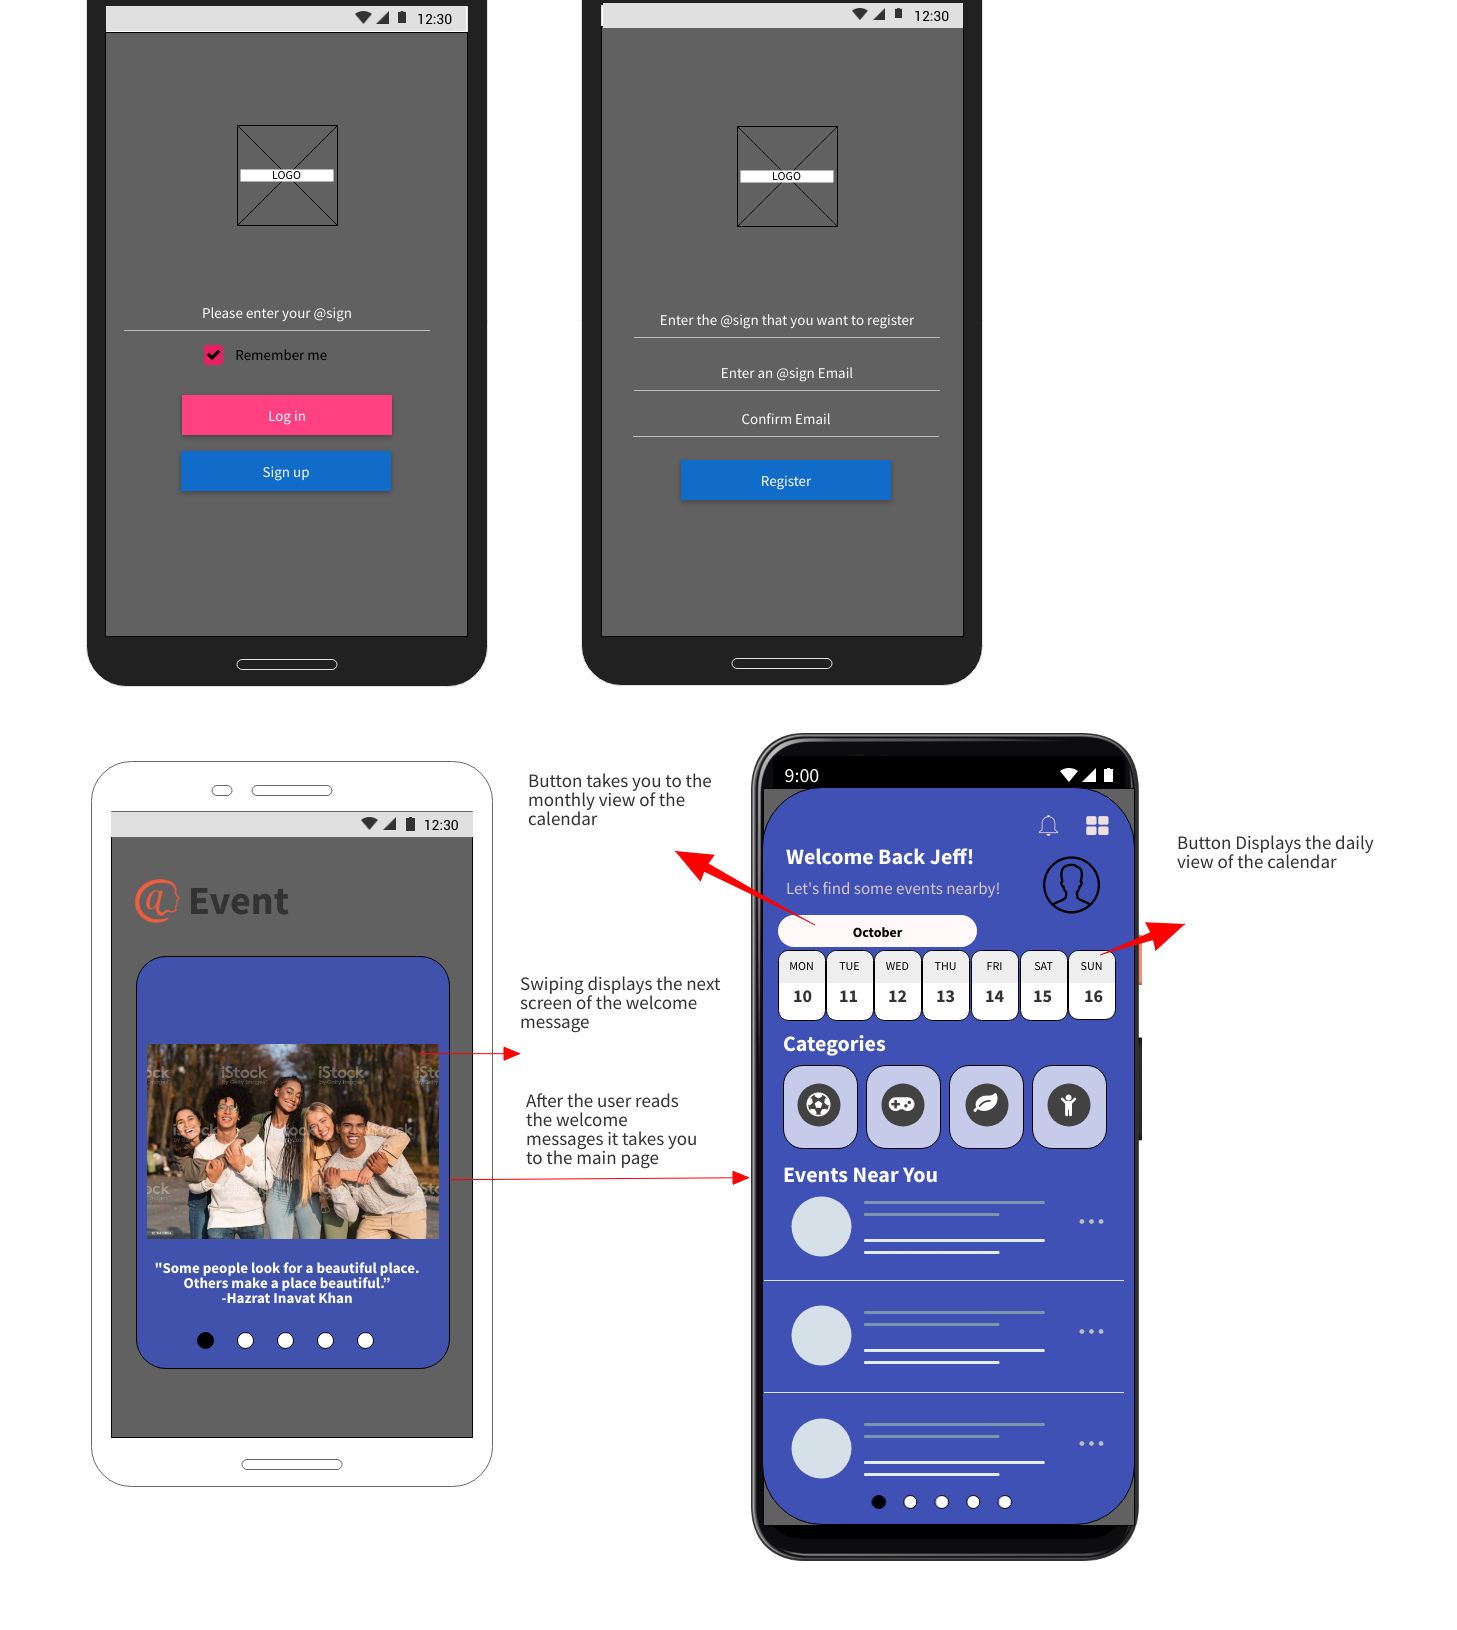 12:30
LOGO
Please enter your @sign
Remember me
Log in
Sign up
12:30
LOGO
Enter the @sign that you want to register
Enter an @sign Email
Confirm Email
Register
12:30
@ Event
iStock
iStock
iStock
"Some people look for a beautiful place.
Others make a place beautiful.”
-Hazrat Inavat Khan
Button takes you to the
monthly view of the
calendar
Swiping displays the next
screen of the welcome
message
After the user reads
the welcome
messages it takes you
to the main page
9:00
Welcome Back Jeff!
Let's find some events nearby!
October
MON TUE WED THU FRI SAT SUN
10 11 12 13 14 15 16
Categories
Events Near You
Button Displays the daily
view of the calendar